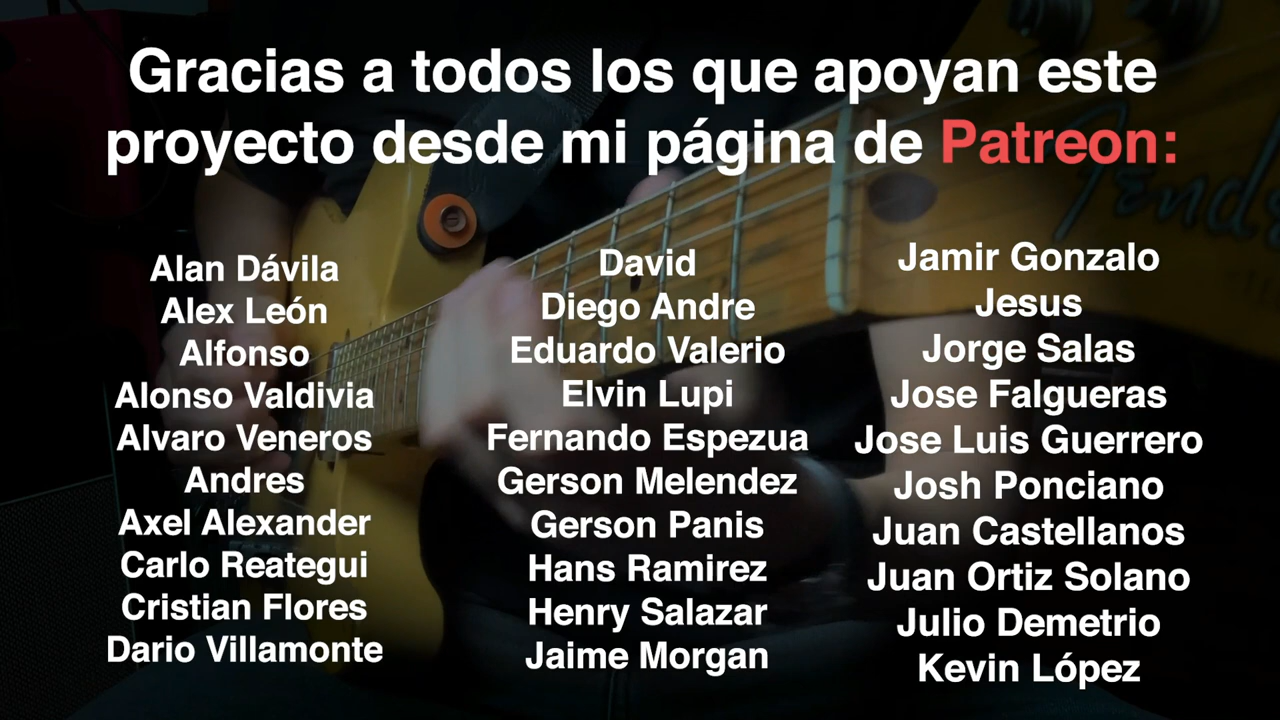 Gracias a todos los que apoyan este
proyecto desde mi página de Patreon:
Alan Dávila
Alex León
Alfonso
Alonso Valdivia
Alvaro Veneros
Andres
Axel Alexander
Carlo Reategui
Cristian Flores
Dario Villamonte
David
Diego Andre
Eduardo Valerio
Elvin Lupi
Fernando Espezua
Gerson Melendez
Gerson Panis
Hans Ramirez
Henry Salazar
Jaime Morgan
Jamir Gonzalo
Jesus
Jorge Salas
Jose Falgueras
Jose Luis Guerrero
Josh Ponciano
Juan Castellanos
Juan Ortiz Solano
Julio Demetrio
Kevin López